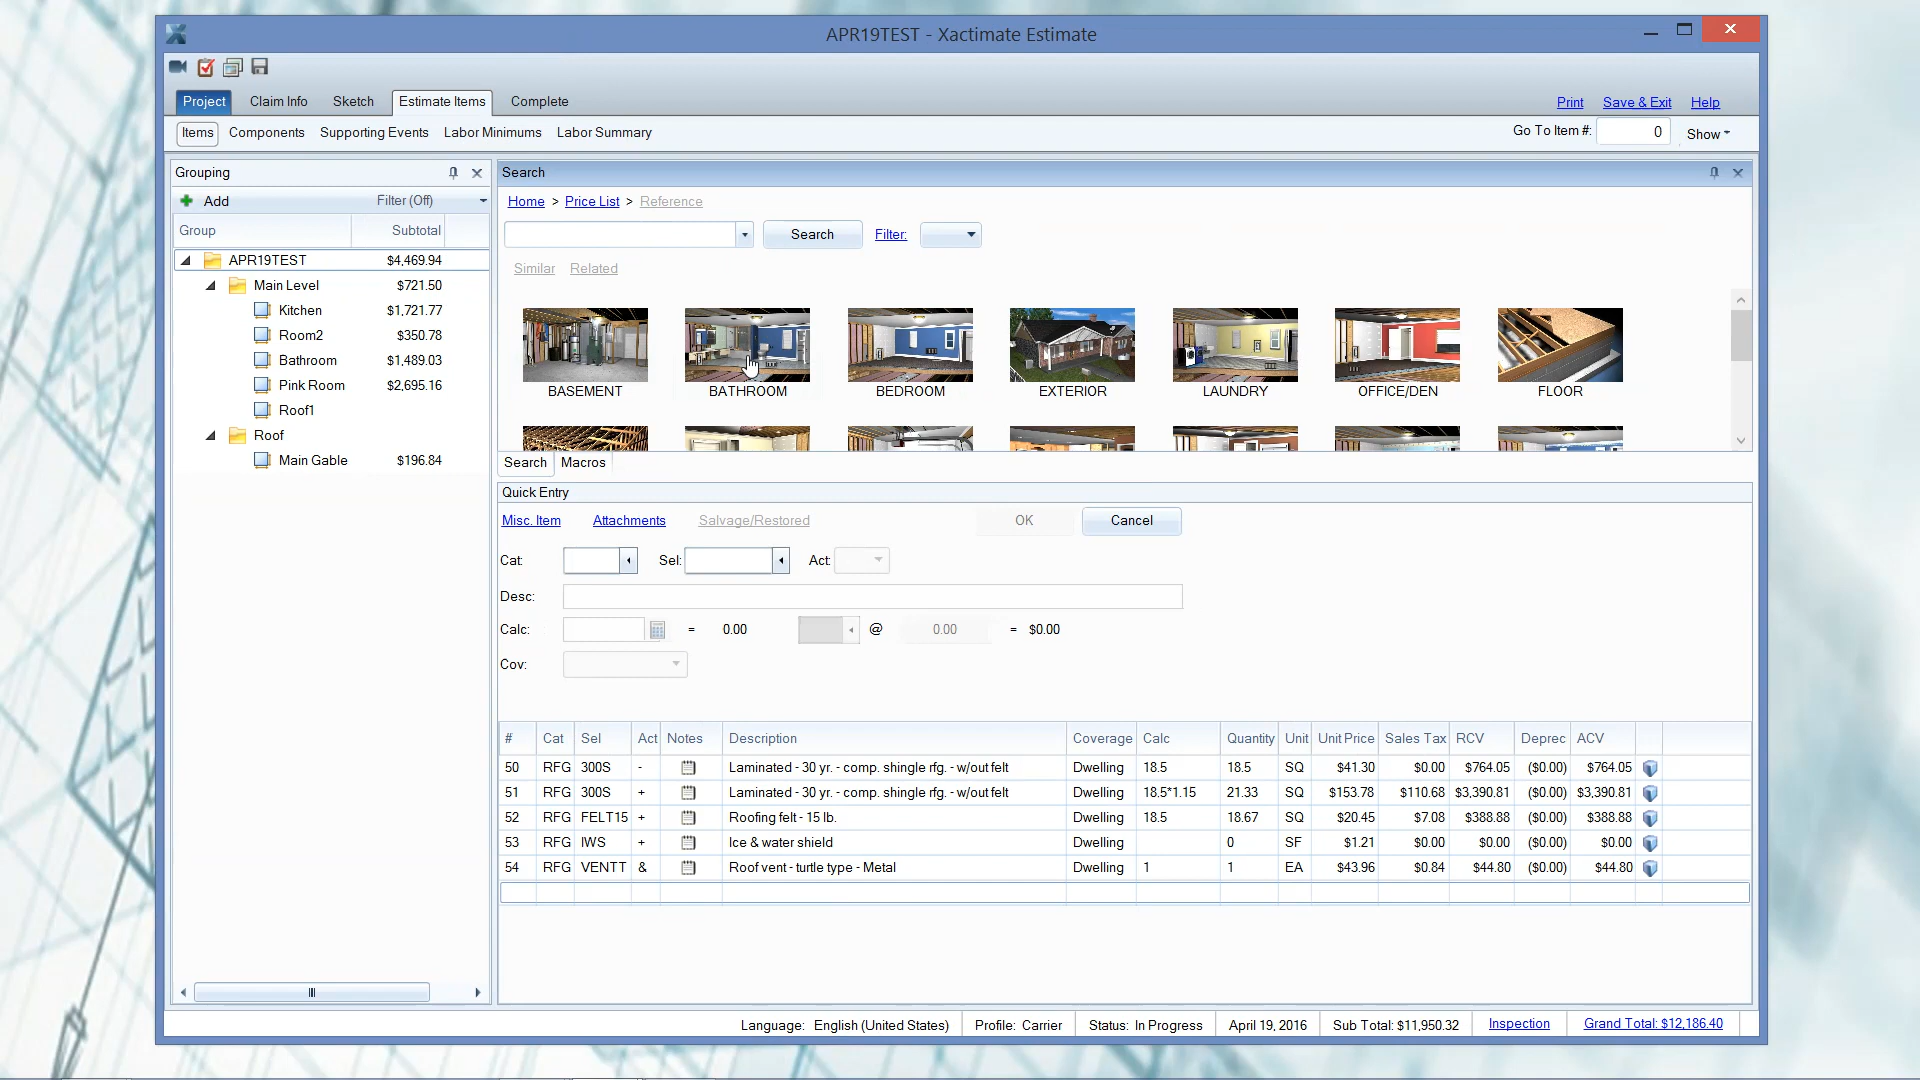 APR19TEST - Xactimate Estimate
Project Claim Info Sketch Estimate Items Complete
Print Save & Exit Help
Items Components Supporting Events Labor Minimums Labor Summary
Go To Item #: 0 Show
Grouping
Add Filter (Off)
Group Subtotal
APR19TEST $4,469.94
Main Level $721.50
Kitchen $1,721.77
Room2 $350.78
Bathroom $1,489.03
Pink Room $2,695.16
Roof1
Roof
Main Gable $196.84
Search
Home > Price List > Reference
Search Filter:
Similar Related
BASEMENT BATHROOM BEDROOM EXTERIOR LAUNDRY OFFICE/DEN FLOOR
Search Macros
Quick Entry
Misc. Item Attachments Salvage/Restored OK Cancel
Cat: Sel: Act:
Desc:
Calc: = 0.00 @ 0.00 = $0.00
Cov:
# Cat Sel Act Notes Description Coverage Calc Quantity Unit Unit Price Sales Tax RCV Deprec ACV
50 RFG 300S - Laminated - 30 yr. - comp. shingle rfg. - w/out felt Dwelling 18.5 18.5 SQ $41.30 $0.00 $764.05 ($0.00) $764.05
51 RFG 300S + Laminated - 30 yr. - comp. shingle rfg. - w/out felt Dwelling 18.5*1.15 21.33 SQ $153.78 $110.68 $3,390.81 ($0.00) $3,390.81
52 RFG FELT15 + Roofing felt - 15 lb. Dwelling 18.5 18.67 SQ $20.45 $7.08 $388.88 ($0.00) $388.88
53 RFG IWS + Ice & water shield Dwelling 0 SF $1.21 $0.00 $0.00 ($0.00) $0.00
54 RFG VENTT & Roof vent - turtle type - Metal Dwelling 1 1 EA $43.96 $0.84 $44.80 ($0.00) $44.80
Language: English (United States) Profile: Carrier Status: In Progress April 19, 2016 Sub Total: $11,950.32 Inspection Grand Total: $12,186.40